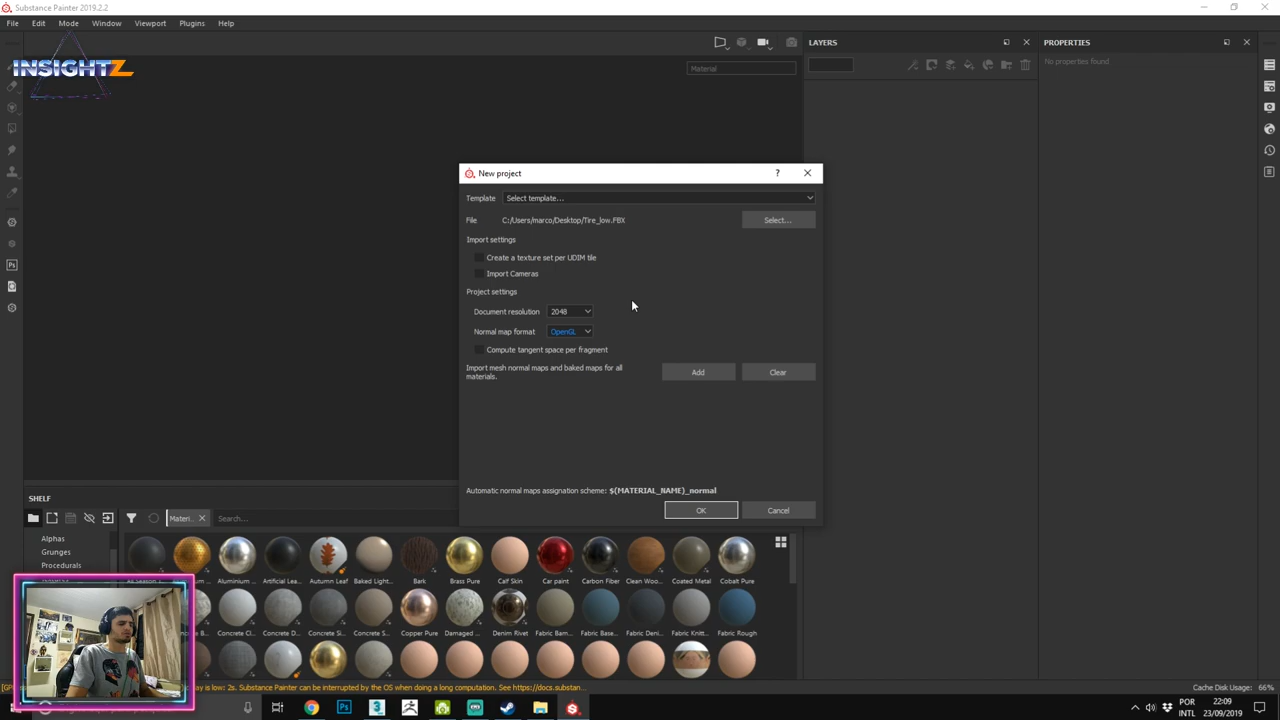 Substance Painter 2019.2.2
File Edit Mode Window Viewport Plugins Help
INSIGHTZ
Material
LAYERS
PROPERTIES
No properties found
New project
?
Template Select template...
File C:/Users/marco/Desktop/Tire_low.FBX Select...
Import settings
Create a texture set per UDIM tile
Import Cameras
Project settings
Document resolution 2048
Normal map format OpenGL
Compute tangent space per fragment
Import mesh normal maps and baked maps for all
materials.
Add Clear
Automatic normal maps assignation scheme: $(MATERIAL_NAME)_normal
OK Cancel
SHELF
Materi... Search...
Alphas
Grunges
Procedurals
Aluminium ... Artificial Lea... Autumn Leaf Baked Light... Bark Brass Pure Calf Skin Car paint Carbon Fiber Clean Woo... Coated Metal Cobalt Pure
Concrete Cl... Concrete D... Concrete Si... Concrete S... Copper Pure Damaged ... Denim Rivet Fabric Bam... Fabric Base... Fabric Deni... Fabric Knitt... Fabric Rough
is low: 2s. Substance Painter can be interrupted by the OS when doing a long computation. See https://docs.substan...
Cache Disk Usage: 66%
Ps
POR
INTL
22:09
23/09/2019